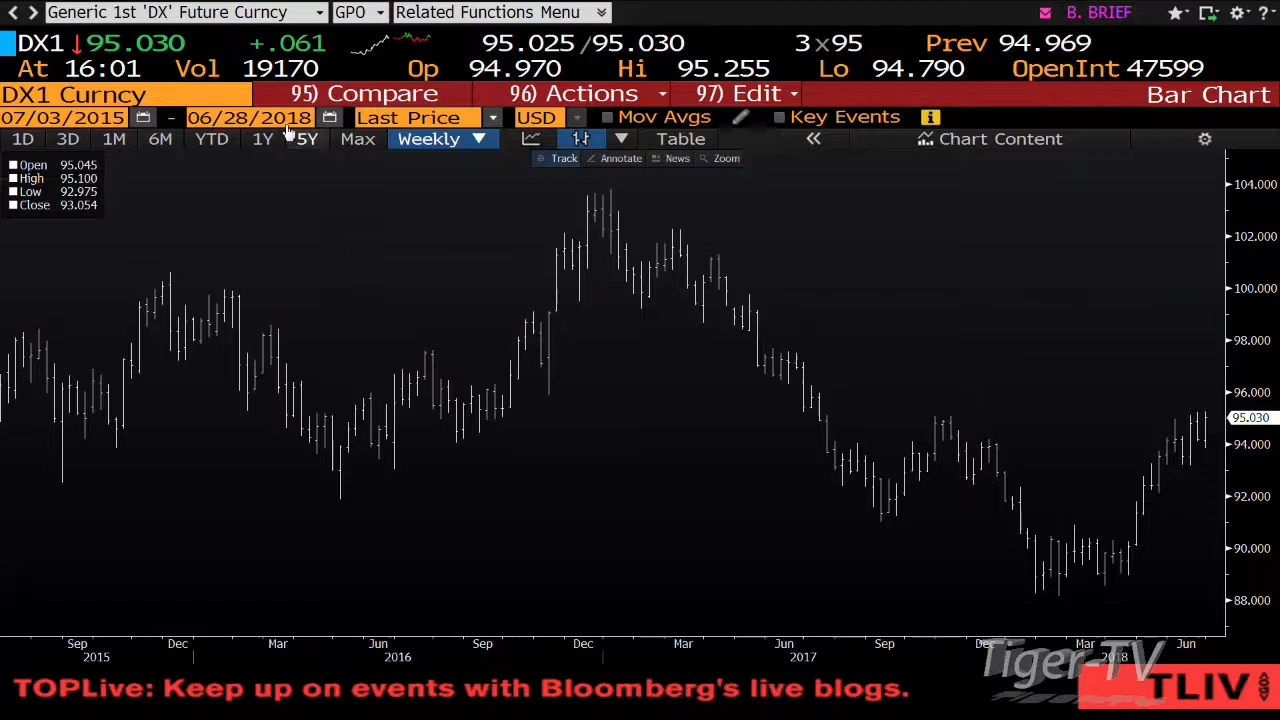 Generic 1st 'DX' Future Curncy GPO Related Functions Menu B. BRIEF ?
DX1 95.030 +.061 95.025/95.030 3x95 Prev 94.969
At 16:01 Vol 19170 Op 94.970 Hi 95.255 Lo 94.790 OpenInt 47599
DX1 Curncy 95) Compare 96) Actions 97) Edit Bar Chart
07/03/2015 - 06/28/2018 Last Price USD Mov Avgs Key Events
1D 3D 1M 6M YTD 1Y 5Y Max Weekly Table Chart Content
Track Annotate News Zoom
Open 95.045
High 95.100
Low 92.975
Close 93.054
104.000
102.000
100.000
98.000
96.000
95.030
94.000
92.000
90.000
88.000
Sep Dec Mar Jun Sep Dec Mar Jun Sep Dec Mar Jun
2015 2016 2017 2018
Tiger-TV
TOPLive: Keep up on events with Bloomberg's live blogs. TLIV